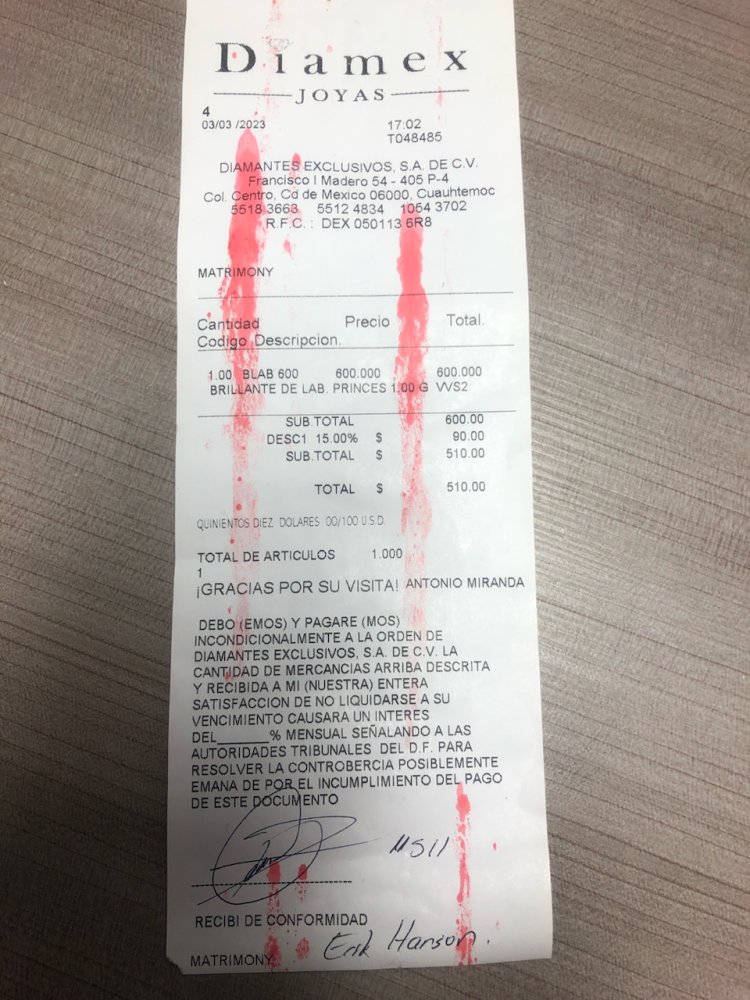 Diamex
JOYAS
4
03/03 /2023 17:02
T048485
DIAMANTES EXCLUSIVOS, S.A. DE C.V.
Francisco I Madero 54 - 405 P-4
Col. Centro, Cd de Mexico 06000, Cuauhtemoc
5518 3663 5512 4834 1054 3702
R.F.C. : DEX 050113 6R8
MATRIMONY
Cantidad Precio Total.
Codigo Descripcion.
1.00 BLAB 600 600.000 600.000
BRILLANTE DE LAB. PRINCES 1.00 G VVS2
SUB.TOTAL 600.00
DESC1 15.00% $ 90.00
SUB.TOTAL $ 510.00
TOTAL $ 510.00
QUINIENTOS DIEZ DOLARES 00/100 U.S.D.
TOTAL DE ARTICULOS 1.000
1
¡GRACIAS POR SU VISITA! ANTONIO MIRANDA
DEBO (EMOS) Y PAGARE (MOS)
INCONDICIONALMENTE A LA ORDEN DE
DIAMANTES EXCLUSIVOS, S.A. DE C.V. LA
CANTIDAD DE MERCANCIAS ARRIBA DESCRITA
Y RECIBIDA A MI (NUESTRA) ENTERA
SATISFACCION DE NO LIQUIDARSE A SU
VENCIMIENTO CAUSARA UN INTERES
DEL_______% MENSUAL SEÑALANDO A LAS
AUTORIDADES TRIBUNALES DEL D.F. PARA
RESOLVER LA CONTROBERCIA POSIBLEMENTE
EMANA DE POR EL INCUMPLIMIENTO DEL PAGO
DE ESTE DOCUMENTO
RECIBI DE CONFORMIDAD
MATRIMONY Erik Hanson.